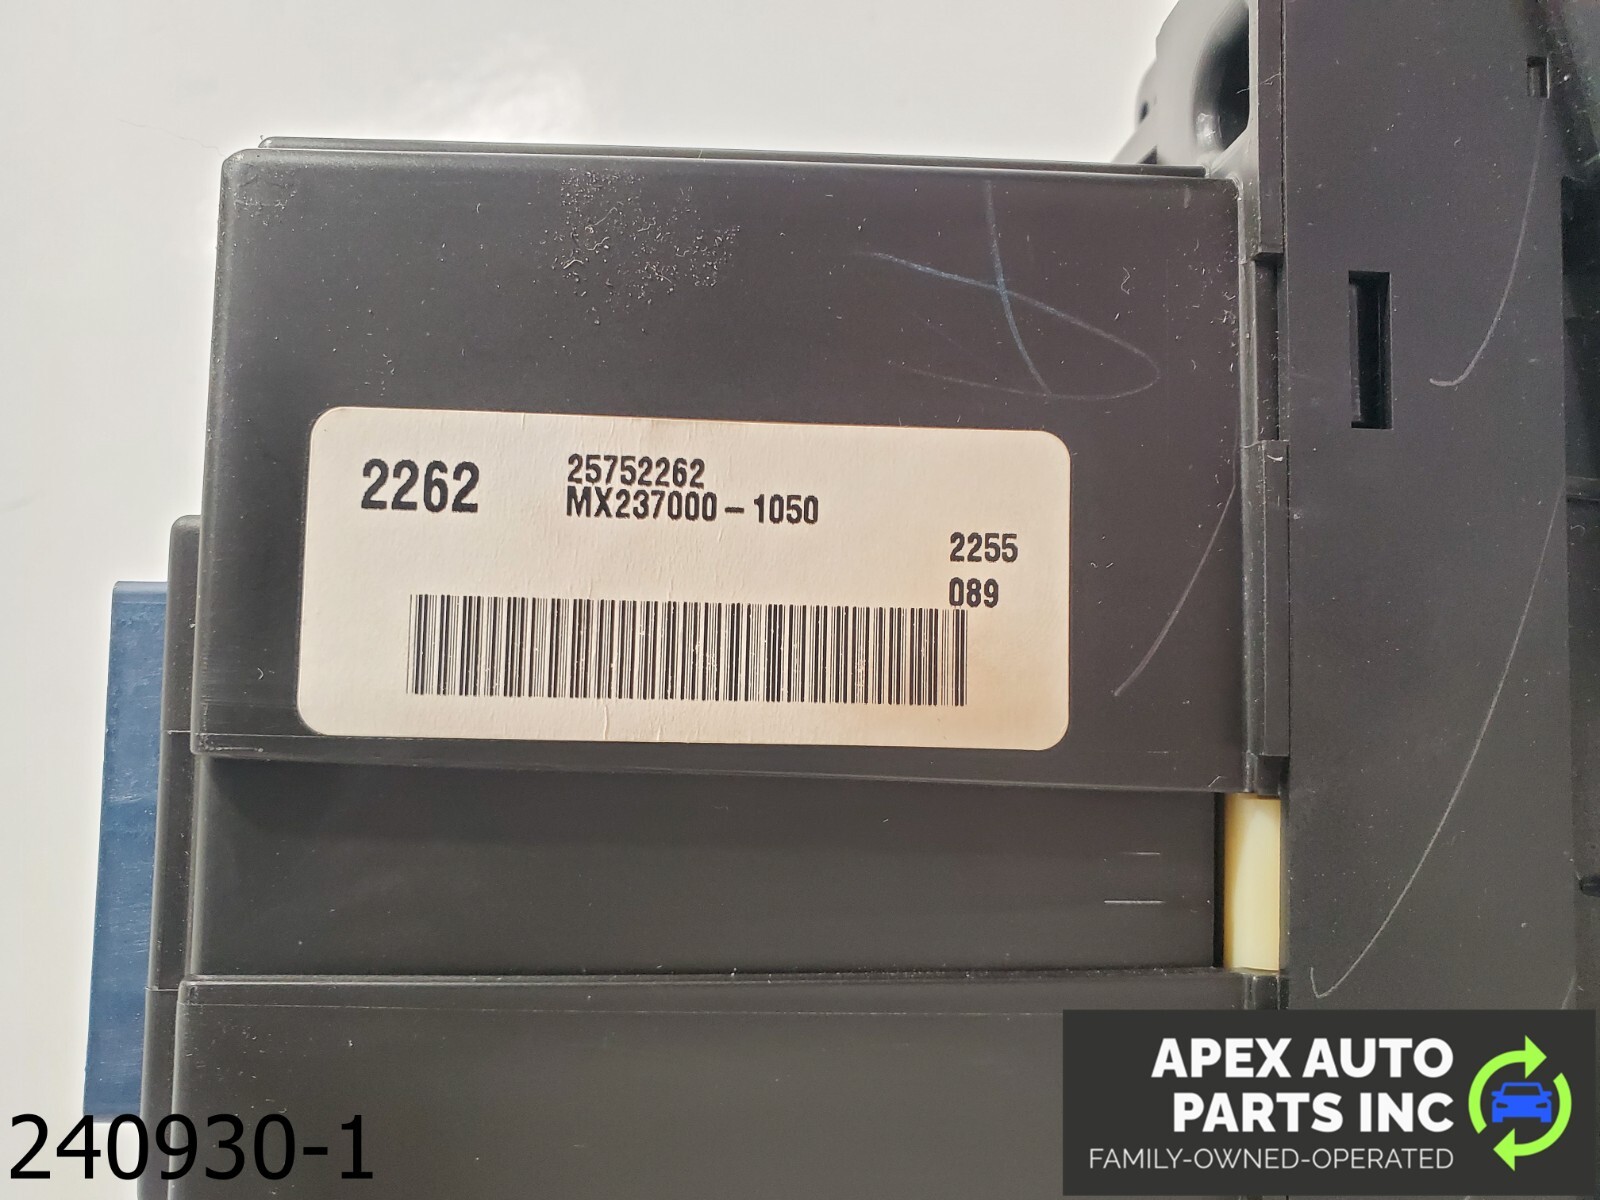 2262
25752262
MX237000-1050
2255
089
APEX AUTO
PARTS INC
FAMILY-OWNED-OPERATED
240930-1